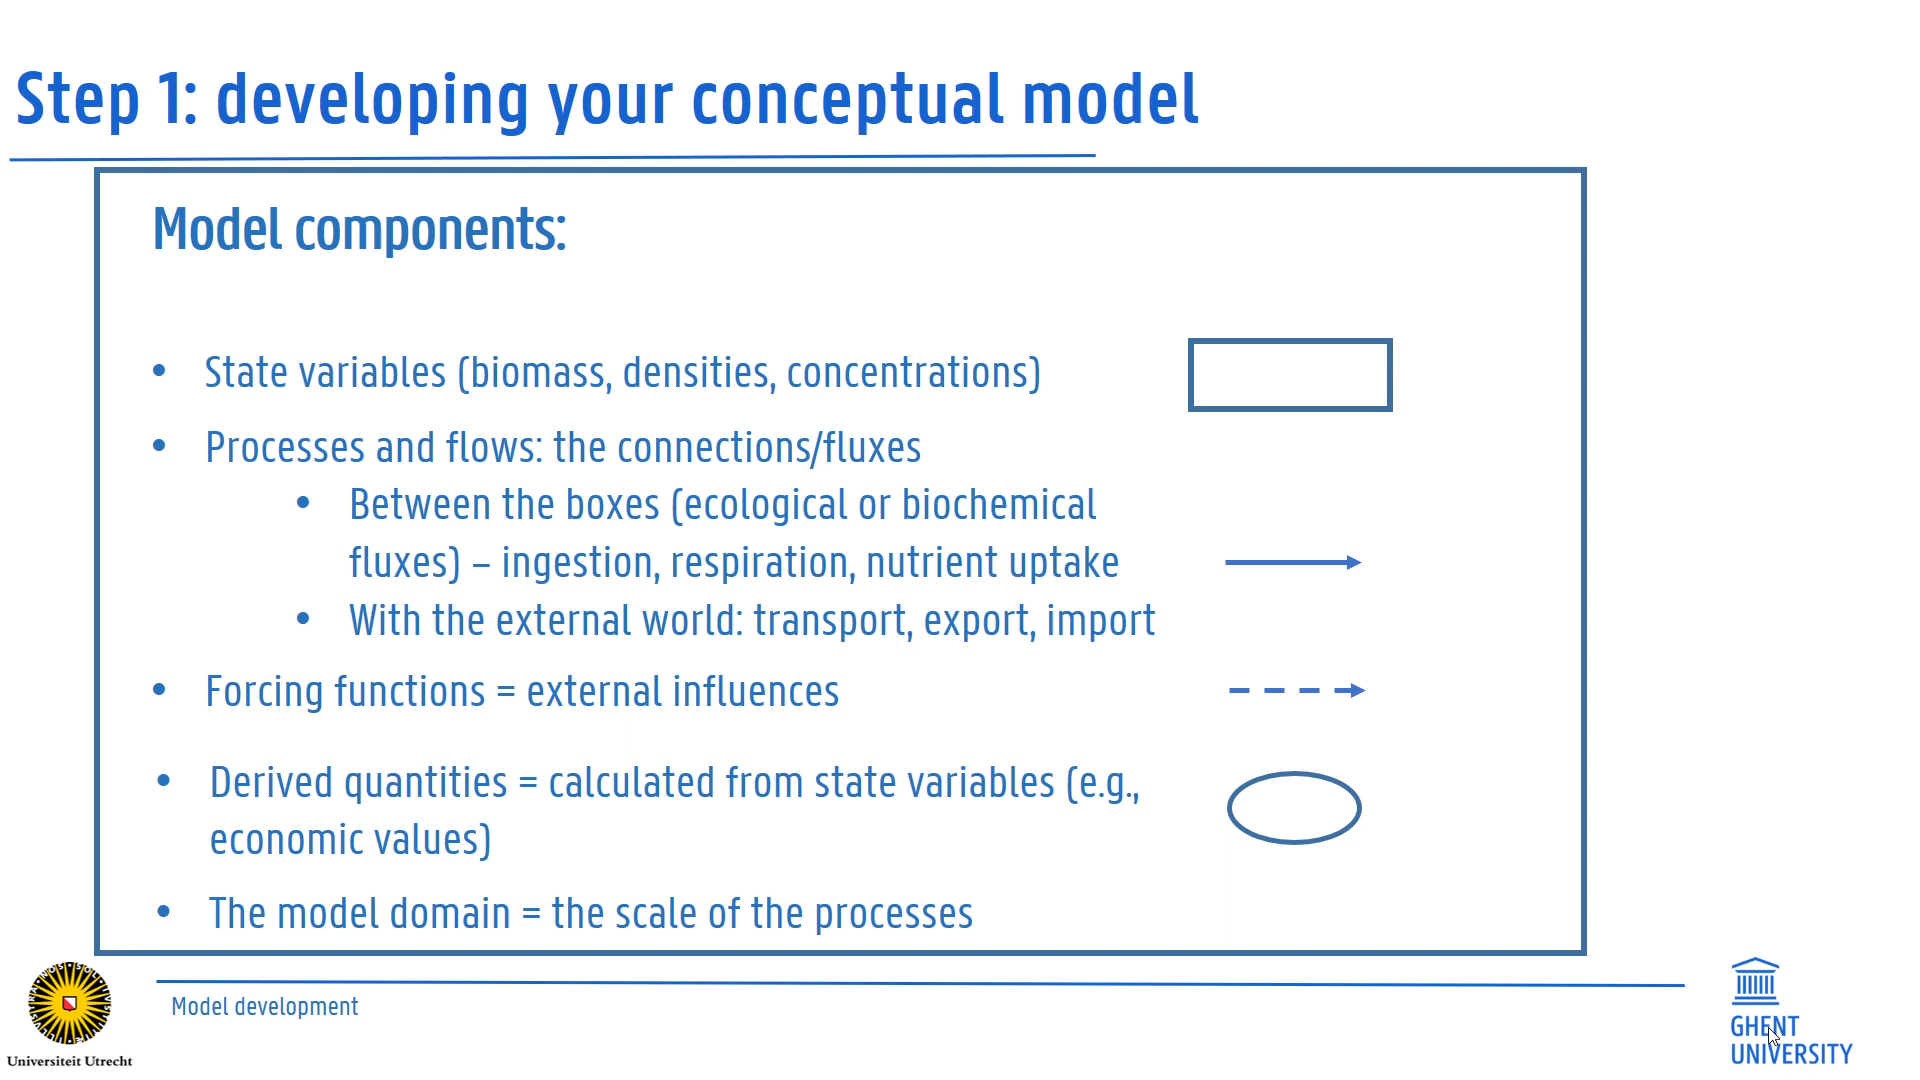 Step 1: developing your conceptual model
Model components:
• State variables (biomass, densities, concentrations)
• Processes and flows: the connections/fluxes
• Between the boxes (ecological or biochemical
fluxes) – ingestion, respiration, nutrient uptake
• With the external world: transport, export, import
• Forcing functions = external influences
• Derived quantities = calculated from state variables (e.g.,
economic values)
• The model domain = the scale of the processes
Model development
Universiteit Utrecht
GHENT
UNIVERSITY